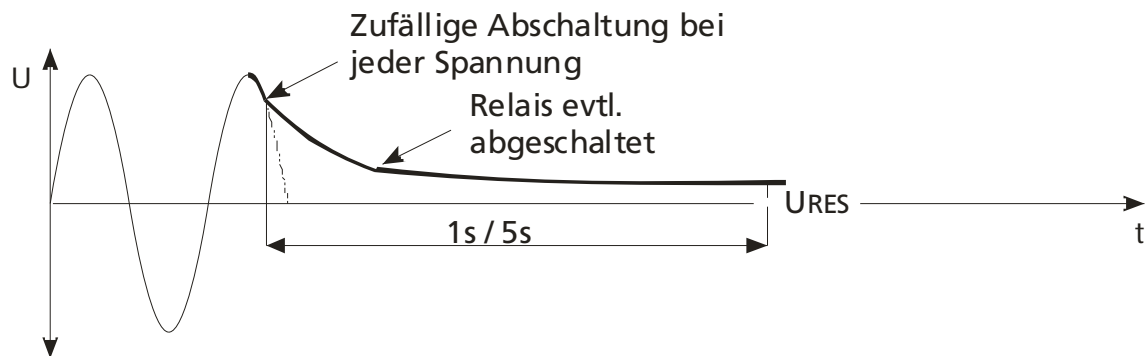 Zufällige Abschaltung bei
jeder Spannung
U
Relais evtl.
abgeschaltet
URES
1s / 5s
t